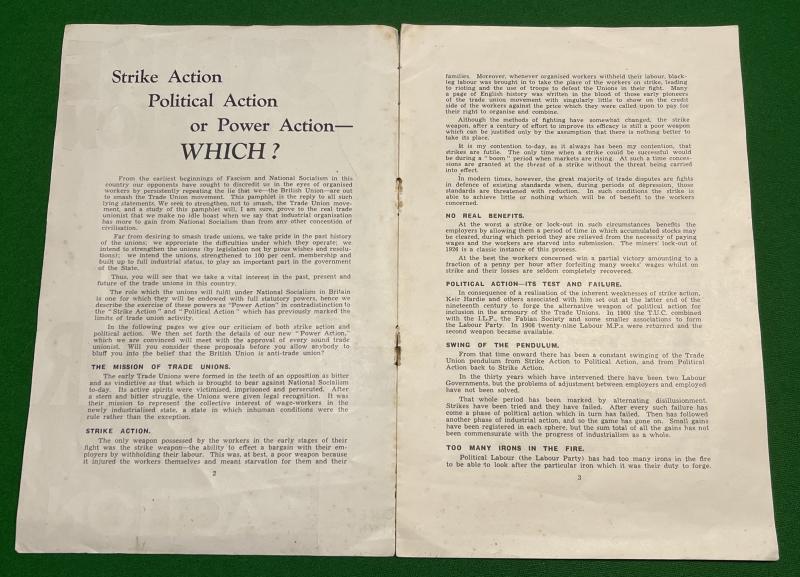 Strike Action
Political Action
or Power Action—
WHICH?
From the earliest beginnings of Fascism and National Socialism in this
country our opponents have sought to discredit us in the eyes of organised
workers by persistently repeating the lie that we—the British Union—are out
to smash the Trade Union movement. This pamphlet is the reply to all such
lying statements. We seek to strengthen, not to smash, the Trade Union move-
ment, and a study of this pamphlet will, I am sure, prove to the real trade
unionist that we make no idle boast when we say that industrial organisation
has more to gain from National Socialism than from any other conception of
civilisation.
Far from desiring to smash trade unions, we take pride in the past history
of the unions; we appreciate the difficulties under which they operate; we
intend to strengthen the unions (by legislation not by pious wishes and resolu-
tions); we intend the unions, strengthened to 100 per cent. membership and
built up to full industrial status, to play an important part in the government
of the State.
Thus, you will see that we take a vital interest in the past, present and
future of the trade unions in this country.
The role which the unions will fulfil under National Socialism in Britain
is one for which they will be endowed with full statutory powers, hence we
describe the exercise of these powers as "Power Action" in contradistinction to
the "Strike Action" and "Political Action" which has previously marked the
limits of trade union activity.
In the following pages we give our criticism of both strike action and
political action. We then set forth the details of our new "Power Action,"
which we are convinced will meet with the approval of every sound trade
unionist. Will you consider these proposals before you allow anybody to
bluff you into the belief that the British Union is anti-trade union?
THE MISSION OF TRADE UNIONS.
The early Trade Unions were formed in the teeth of an opposition as bitter
and as vindictive as that which is brought to bear against National Socialism
to-day. Its active spirits were victimised, imprisoned and persecuted. After
a stern and bitter struggle, the Unions were given legal recognition. It was
their mission to represent the collective interest of wage-workers in the
newly industrialised state, a state in which inhuman conditions were the
rule rather than the exception.
STRIKE ACTION.
The only weapon possessed by the workers in the early stages of their
fight was the strike weapon—the ability to effect a bargain with their em-
ployers by withholding their labour. This was, at best, a poor weapon because
it injured the workers themselves and meant starvation for them and their
2
families. Moreover, whenever organised workers withheld their labour, black-
leg labour was brought in to take the place of the workers on strike, leading
to rioting and the use of troops to defeat the Unions in their fight. Many
a page of English history was written in the blood of those early pioneers
of the trade union movement with singularly little to show on the credit
side of the workers against the price which they were called upon to pay for
their right to organise and combine.
Although the methods of fighting have somewhat changed, the strike
weapon, after a century of effort to improve its efficacy is still a poor weapon
which can be justified only by the assumption that there is nothing better to
take its place.
It is my contention to-day, as it always has been my contention, that
strikes are futile. The only time when a strike could be successful would
be during a "boom" period when markets are rising. At such a time conces-
sions are granted at the threat of a strike without the threat being carried
into effect.
In modern times, however, the great majority of trade disputes are fights
in defence of existing standards when, during periods of depression, those
standards are threatened with reduction. In such conditions the strike is
able to achieve little or nothing which will be of benefit to the workers
concerned.
NO REAL BENEFITS.
At the worst a strike or lock-out in such circumstances benefits the
employers by allowing them a period of time in which accumulated stocks may
be cleared, during which period they are relieved from the necessity of paying
wages and the workers are starved into submission. The miners' lock-out of
1926 is a classic instance of this process.
At the best the workers concerned win a partial victory amounting to a
fraction of a penny per hour after forfeiting many weeks' wages whilst on
strike and their losses are seldom completely recovered.
POLITICAL ACTION—ITS TEST AND FAILURE.
In consequence of a realisation of the inherent weaknesses of strike action,
Keir Hardie and others associated with him set out at the latter end of the
nineteenth century to forge the alternative weapon of political action for
inclusion in the armoury of the Trade Unions. In 1900 the T.U.C. combined
with the I.L.P., the Fabian Society and some smaller associations to form
the Labour Party. In 1906 twenty-nine Labour M.P.s were returned and the
second weapon became available.
SWING OF THE PENDULUM.
From that time onward there has been a constant swinging of the Trade
Union pendulum from Strike Action to Political Action, and from Political
Action back to Strike Action.
In the thirty years which have intervened there have been two Labour
Governments, but the problems of adjustment between employers and employed
have not been solved.
That whole period has been marked by alternating disillusionment.
Strikes have been tried and they have failed. After every such failure has
come a phase of political action which in turn has failed. Then has followed
another phase of industrial action, and so the game has gone on. Small gains
have been registered in each sphere, but the sum total of all the gains has not
been commensurate with the progress of industrialism as a whole.
TOO MANY IRONS IN THE FIRE.
Political Labour (the Labour Party) has had too many irons in the fire
to be able to look after the particular iron which it was their duty to forge.
3